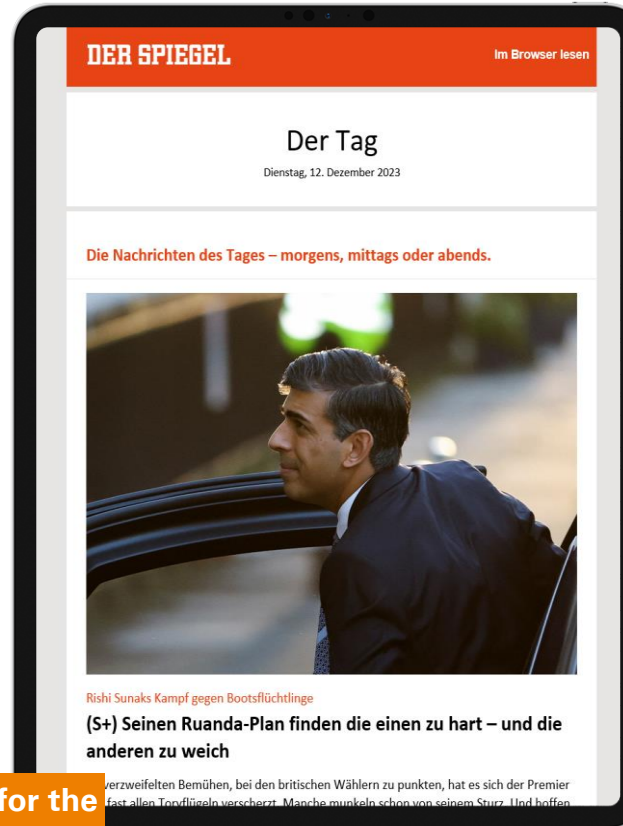 DER SPIEGEL
Im Browser lesen
Der Tag
Dienstag, 12. Dezember 2023
Die Nachrichten des Tages – morgens, mittags oder abends.
Rishi Sunaks Kampf gegen Bootsflüchtlinge
(S+) Seinen Ruanda-Plan finden die einen zu hart – und die
anderen zu weich
verzweifelten Bemühen, bei den britischen Wählern zu punkten, hat es sich der Premier
for the
fast allen Toryflügeln verscherzt. Manche munkeln schon von seinem Sturz. Und hoffen